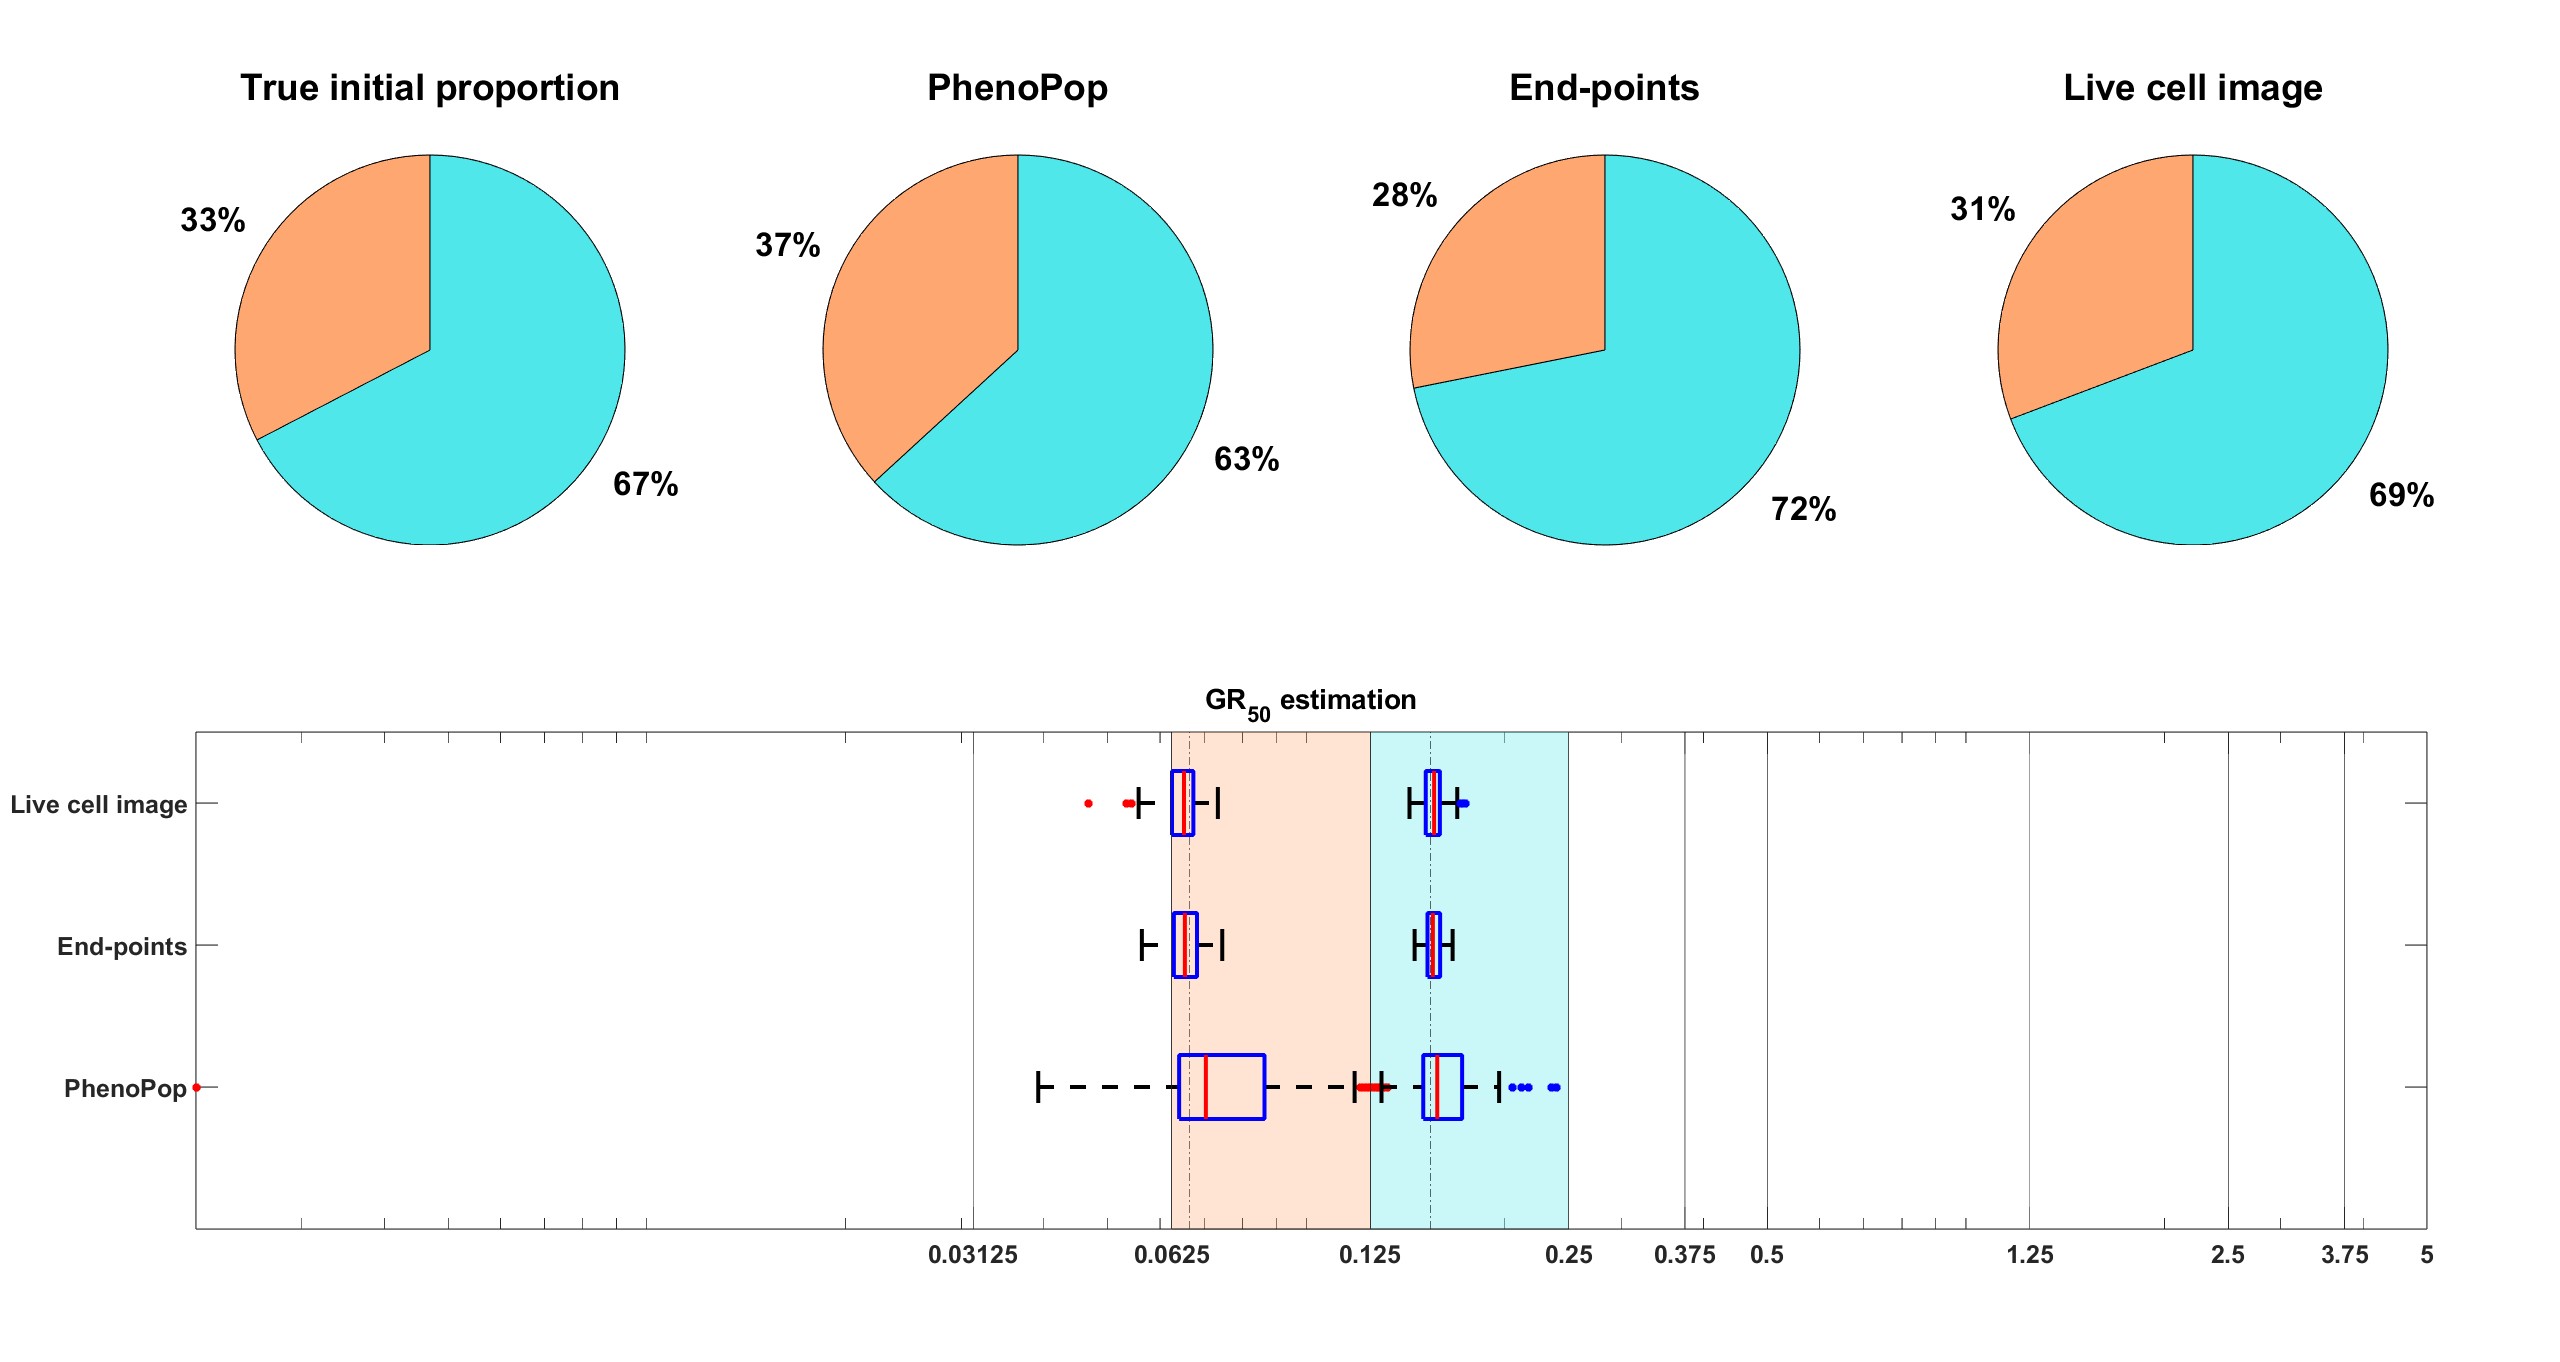 True initial proportion
PhenoPop
End-points
Live cell image
33%
67%
37%
63%
28%
72%
31%
69%
GR50 estimation
Live cell image
End-points
PhenoPop
0.03125 0.0625 0.125 0.25 0.375 0.5 1.25 2.5 3.75 5